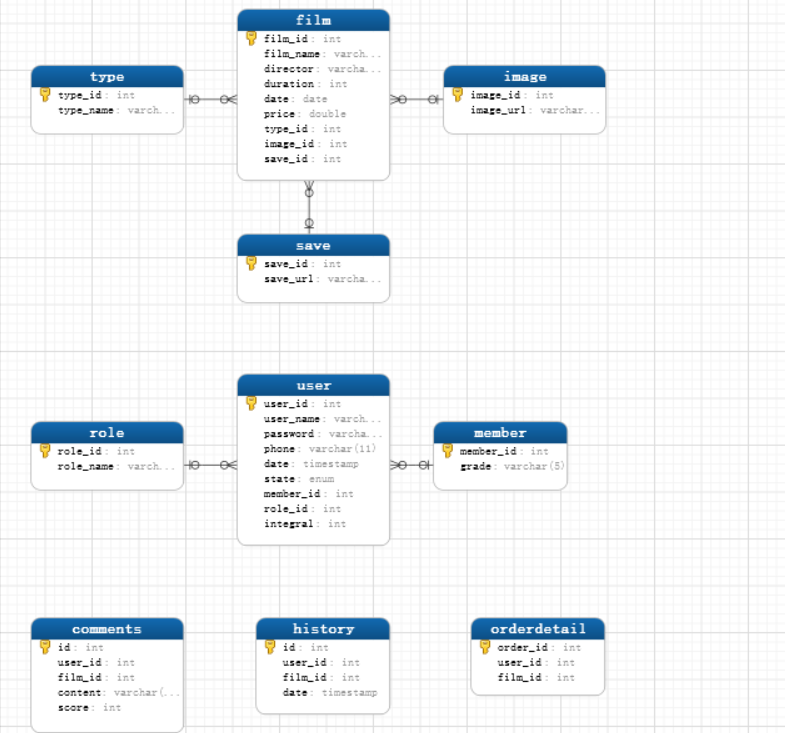 film
film_id: int
film_name: varch...
director: varcha...
duration: int
date: date
price: double
type_id: int
image_id: int
save_id: int
type
type_id: int
type_name: varch...
image
image_id: int
image_url: varchar...
save
save_id: int
save_url: varcha...
user
user_id: int
user_name: varch...
password: varcha...
phone: varchar(11)
date: timestamp
state: enum
member_id: int
role_id: int
integral: int
role
role_id: int
role_name: varch...
member
member_id: int
grade: varchar(5)
comments
id: int
user_id: int
film_id: int
content: varchar(...
score: int
history
id: int
user_id: int
film_id: int
date: timestamp
orderdetail
order_id: int
user_id: int
film_id: int